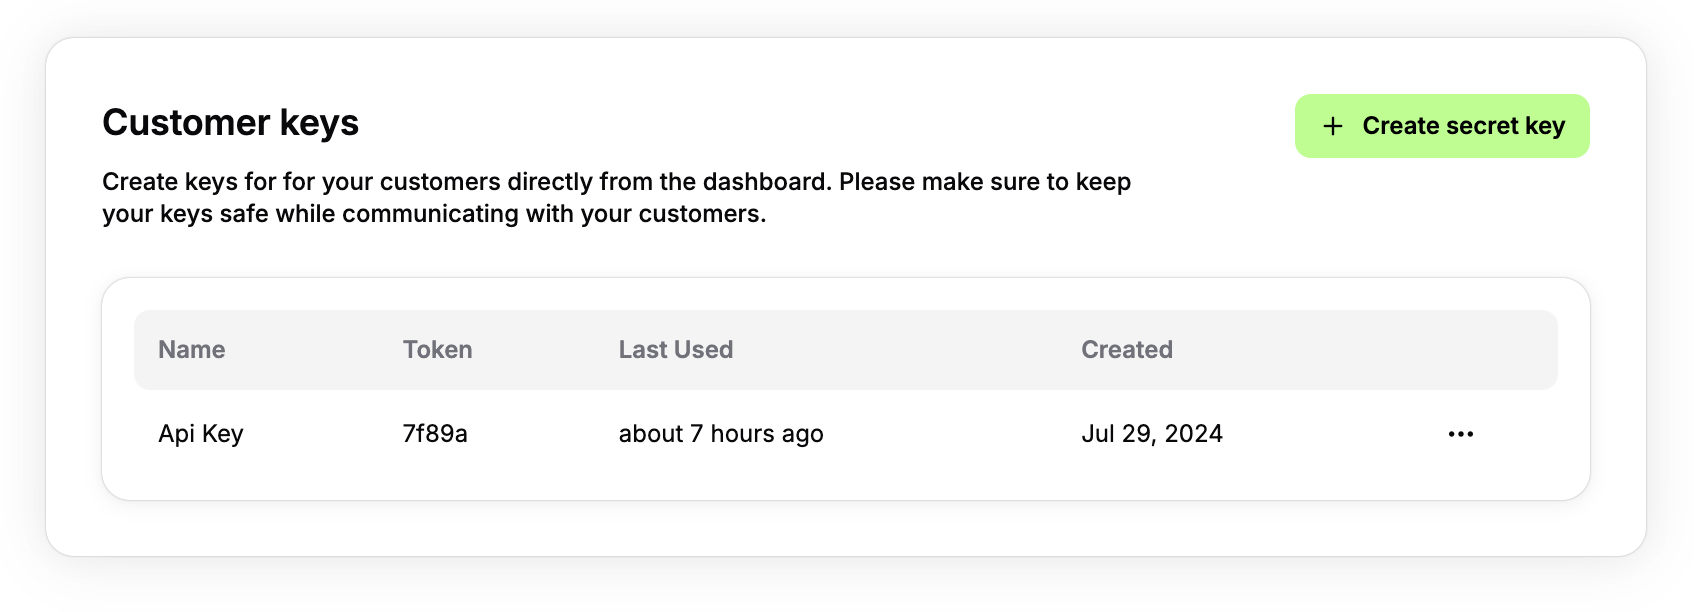 Customer keys
+ Create secret key
Create keys for for your customers directly from the dashboard. Please make sure to keep
your keys safe while communicating with your customers.
Name Token Last Used Created
Api Key 7f89a about 7 hours ago Jul 29, 2024 ...